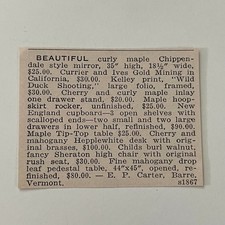 BEAUTIFUL curly maple Chippen-
dale style mirror, 35" high, 18½" wide,
$25.00. Currier and Ives Gold Mining in
California, $30.00. Kelley print, "Wild
Duck Shooting," large folio, framed,
$30.00. Cherry and curly maple inlay
one drawer stand, $20.00. Maple hoop-
skirt rocker, unfinished, $25.00. New
England cupboard—3 open shelves with
scalloped ends—two small and two large
drawers in lower half, refinished, $90.00.
Maple Tip-Top table $25.00. Cherry and
mahogany Hepplewhite desk with orig-
inal brasses, $100.00. Childs burl walnut,
fancy Sheraton high chair with original
rush seat, $30.00. Fine mahogany drop
leaf pedestal table, 44"x45", opened, re-
finished, $80.00. — E. P. Carter, Barre,
Vermont. s1867